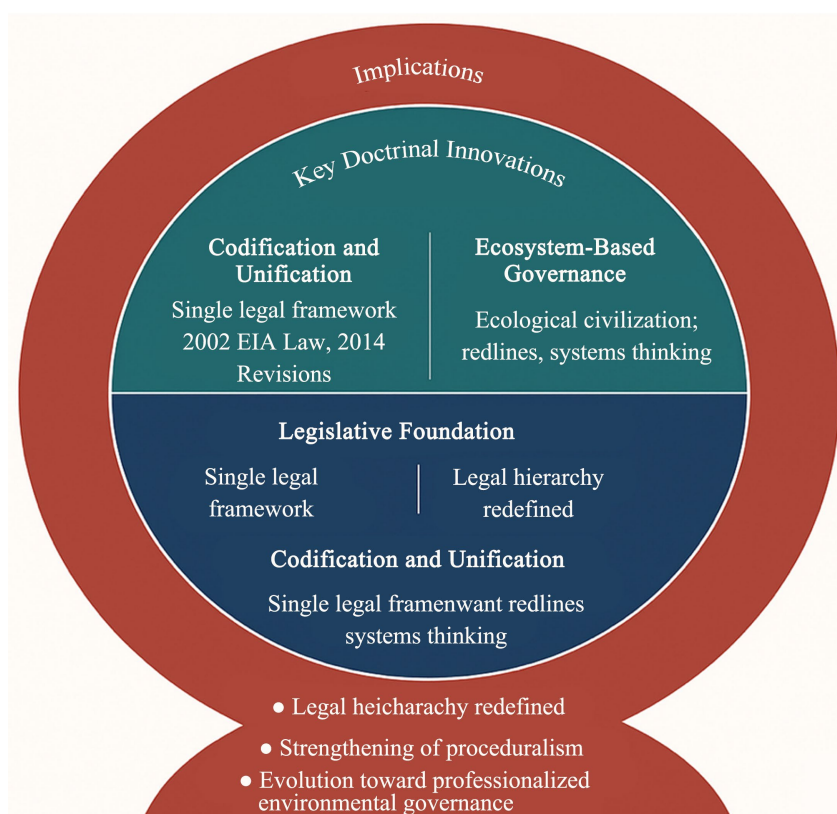 Implications
Key Doctrinal Innovations
Codification and
Unification
Single legal framework
2002 EIA Law, 2014
Revisions
Ecosystem-Based
Governance
Ecological civilization;
redlines, systems thinking
Legislative Foundation
Single legal
framework
Legal hierarchy
redefined
Codification and Unification
Single legal framenwant redlines
systems thinking
● Legal heicharachy redefined
● Strengthening of proceduralism
● Evolution toward professionalized
environmental governance